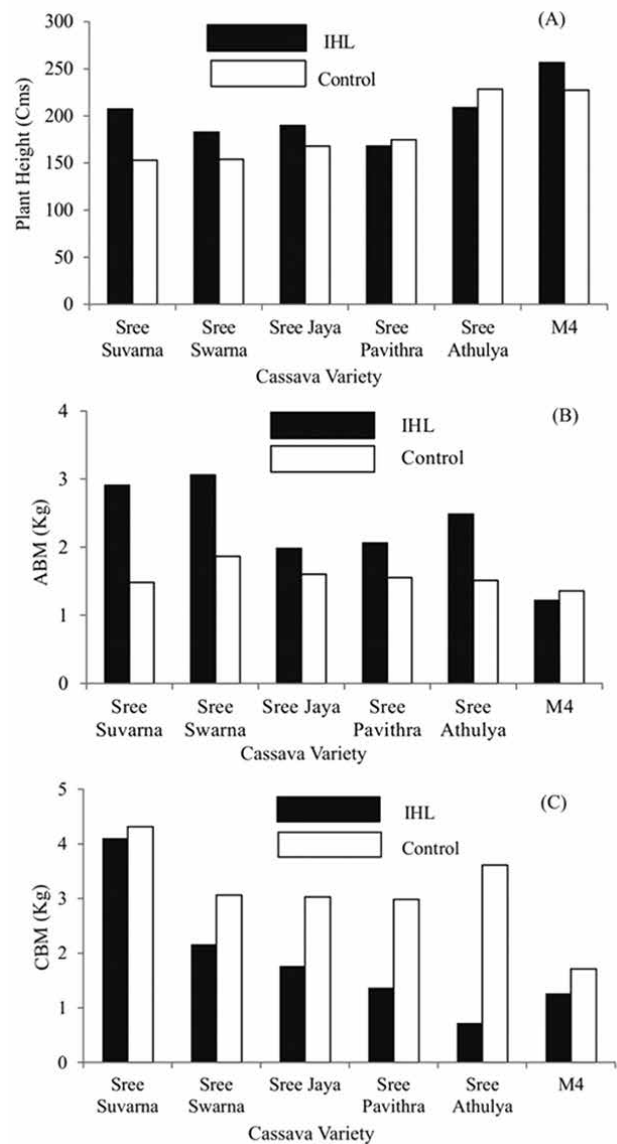 (A)
IHL
Control
Plant Height (Cms)
300
250
200
150
100
50
0
Sree Suvarna
Sree Swarna
Sree Jaya
Sree Pavithra
Sree Athulya
M4
Cassava Variety
(B)
IHL
Control
ABM (Kg)
4
3
2
1
0
Sree Suvarna
Sree Swarna
Sree Jaya
Sree Pavithra
Sree Athulya
M4
Cassava Variety
(C)
IHL
Control
CBM (Kg)
5
4
3
2
1
0
Sree Suvarna
Sree Swarna
Sree Jaya
Sree Pavithra
Sree Athulya
M4
Cassava Variety